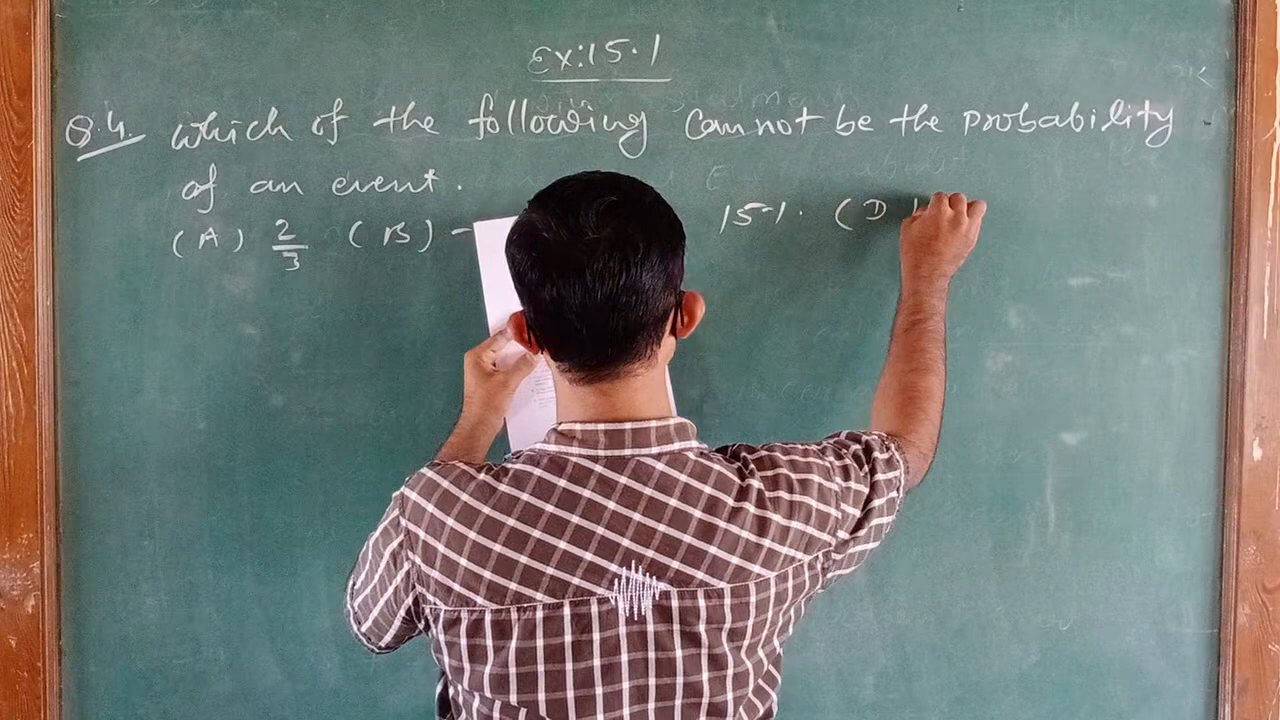 Ex:15.1
Q.4. which of the following cannot be the probability
of an event.
(A) 2/3 (B) - 15%. (D)